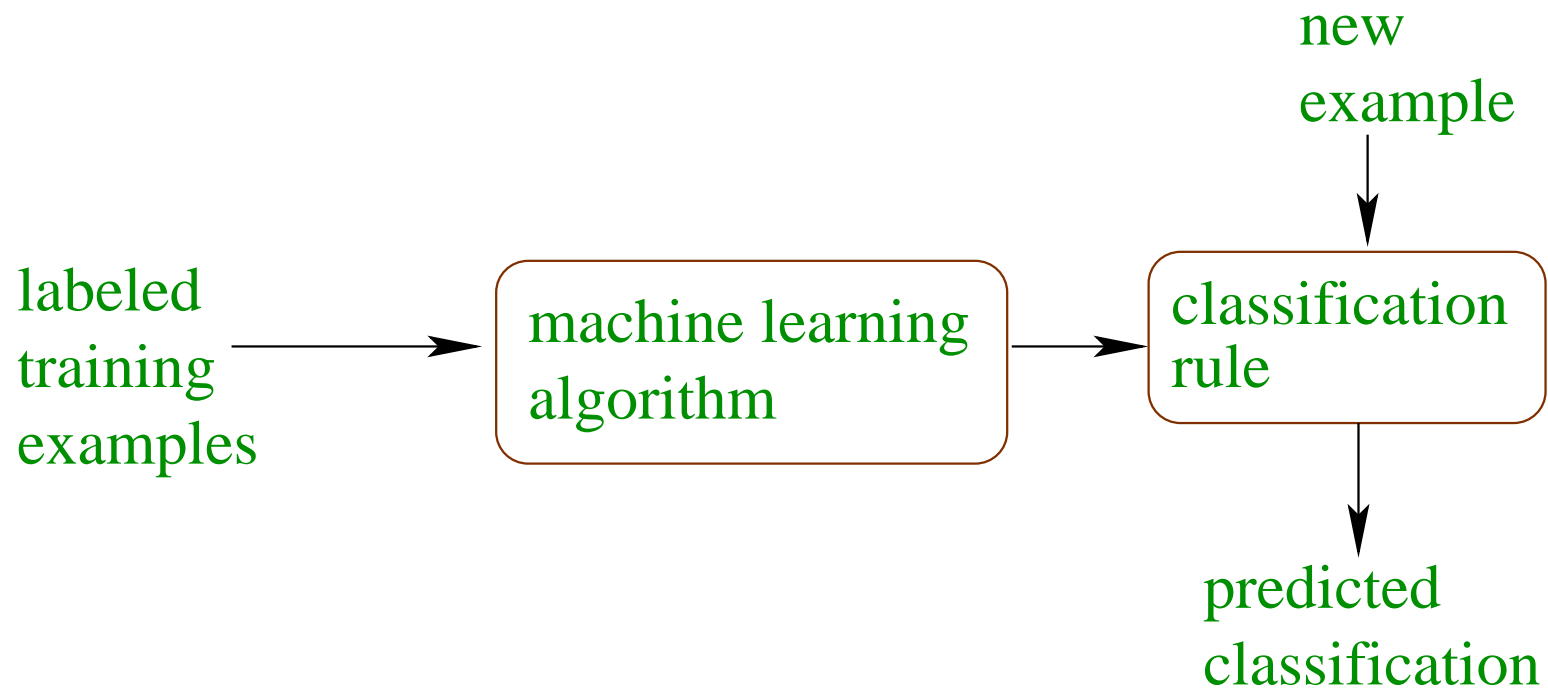 new
example
labeled
training
examples
machine learning
algorithm
classification
rule
predicted
classification